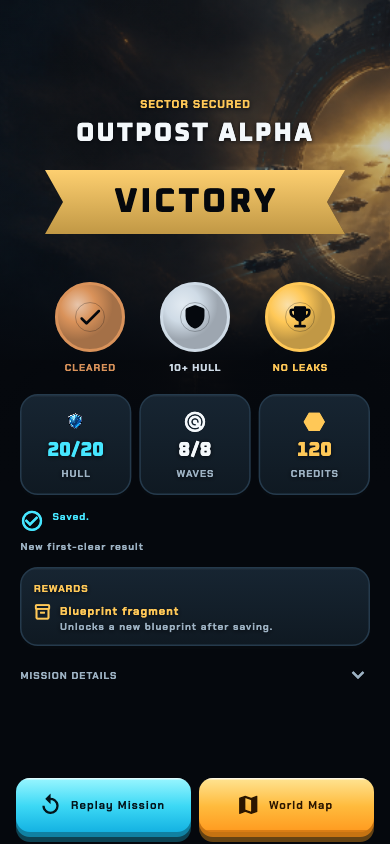 SECTOR SECURED
OUTPOST ALPHA
VICTORY
CLEARED
10+ HULL
NO LEAKS
20/20
8/8
120
HULL
WAVES
CREDITS
Saved.
New first-clear result
REWARDS
Blueprint fragment
Unlocks a new blueprint after saving.
MISSION DETAILS
Replay Mission
World Map